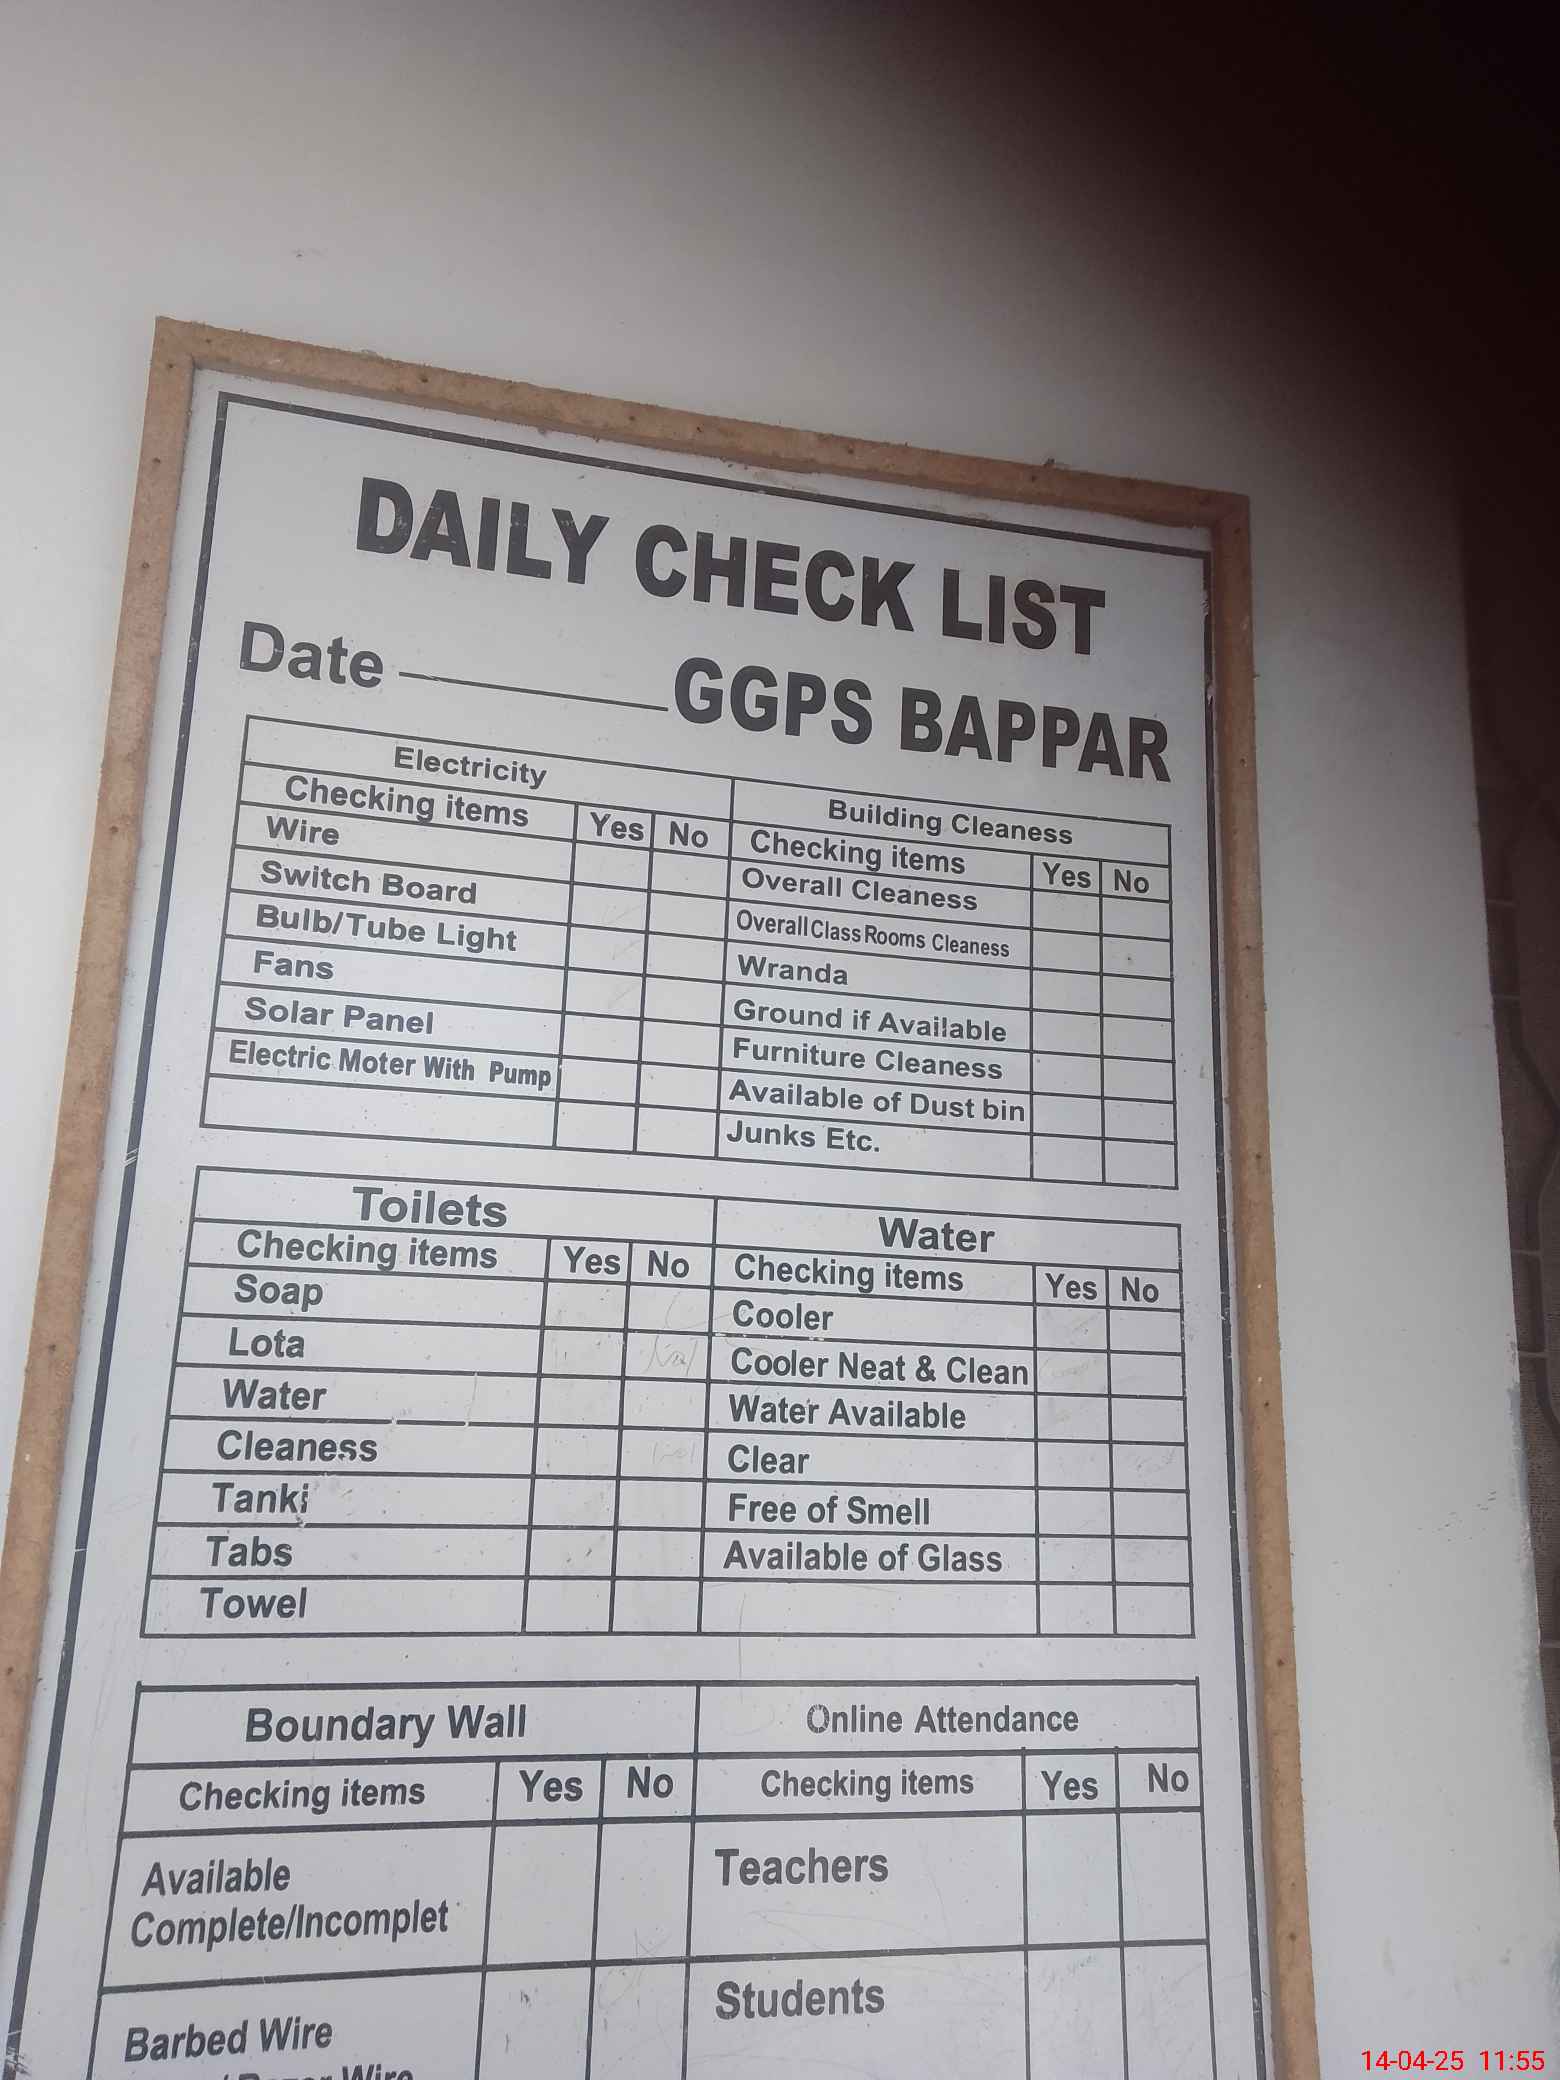 DAILY CHECK LIST
Date ________ GGPS BAPPAR
Electricity
Checking items Yes No
Wire
Switch Board
Bulb/Tube Light
Fans
Solar Panel
Electric Moter With Pump
Building Cleaness
Checking items Yes No
Overall Cleaness
Overall Class Rooms Cleaness
Wranda
Ground if Available
Furniture Cleaness
Available of Dust bin
Junks Etc.
Toilets
Checking items Yes No
Soap
Lota
Water
Cleaness
Tanki
Tabs
Towel
Water
Checking items Yes No
Cooler
Cooler Neat & Clean
Water Available
Clear
Free of Smell
Available of Glass
Boundary Wall
Checking items Yes No
Available
Complete/Incomplet
Barbed Wire
Wire
Online Attendance
Checking items Yes No
Teachers
Students
14-04-25 11:55